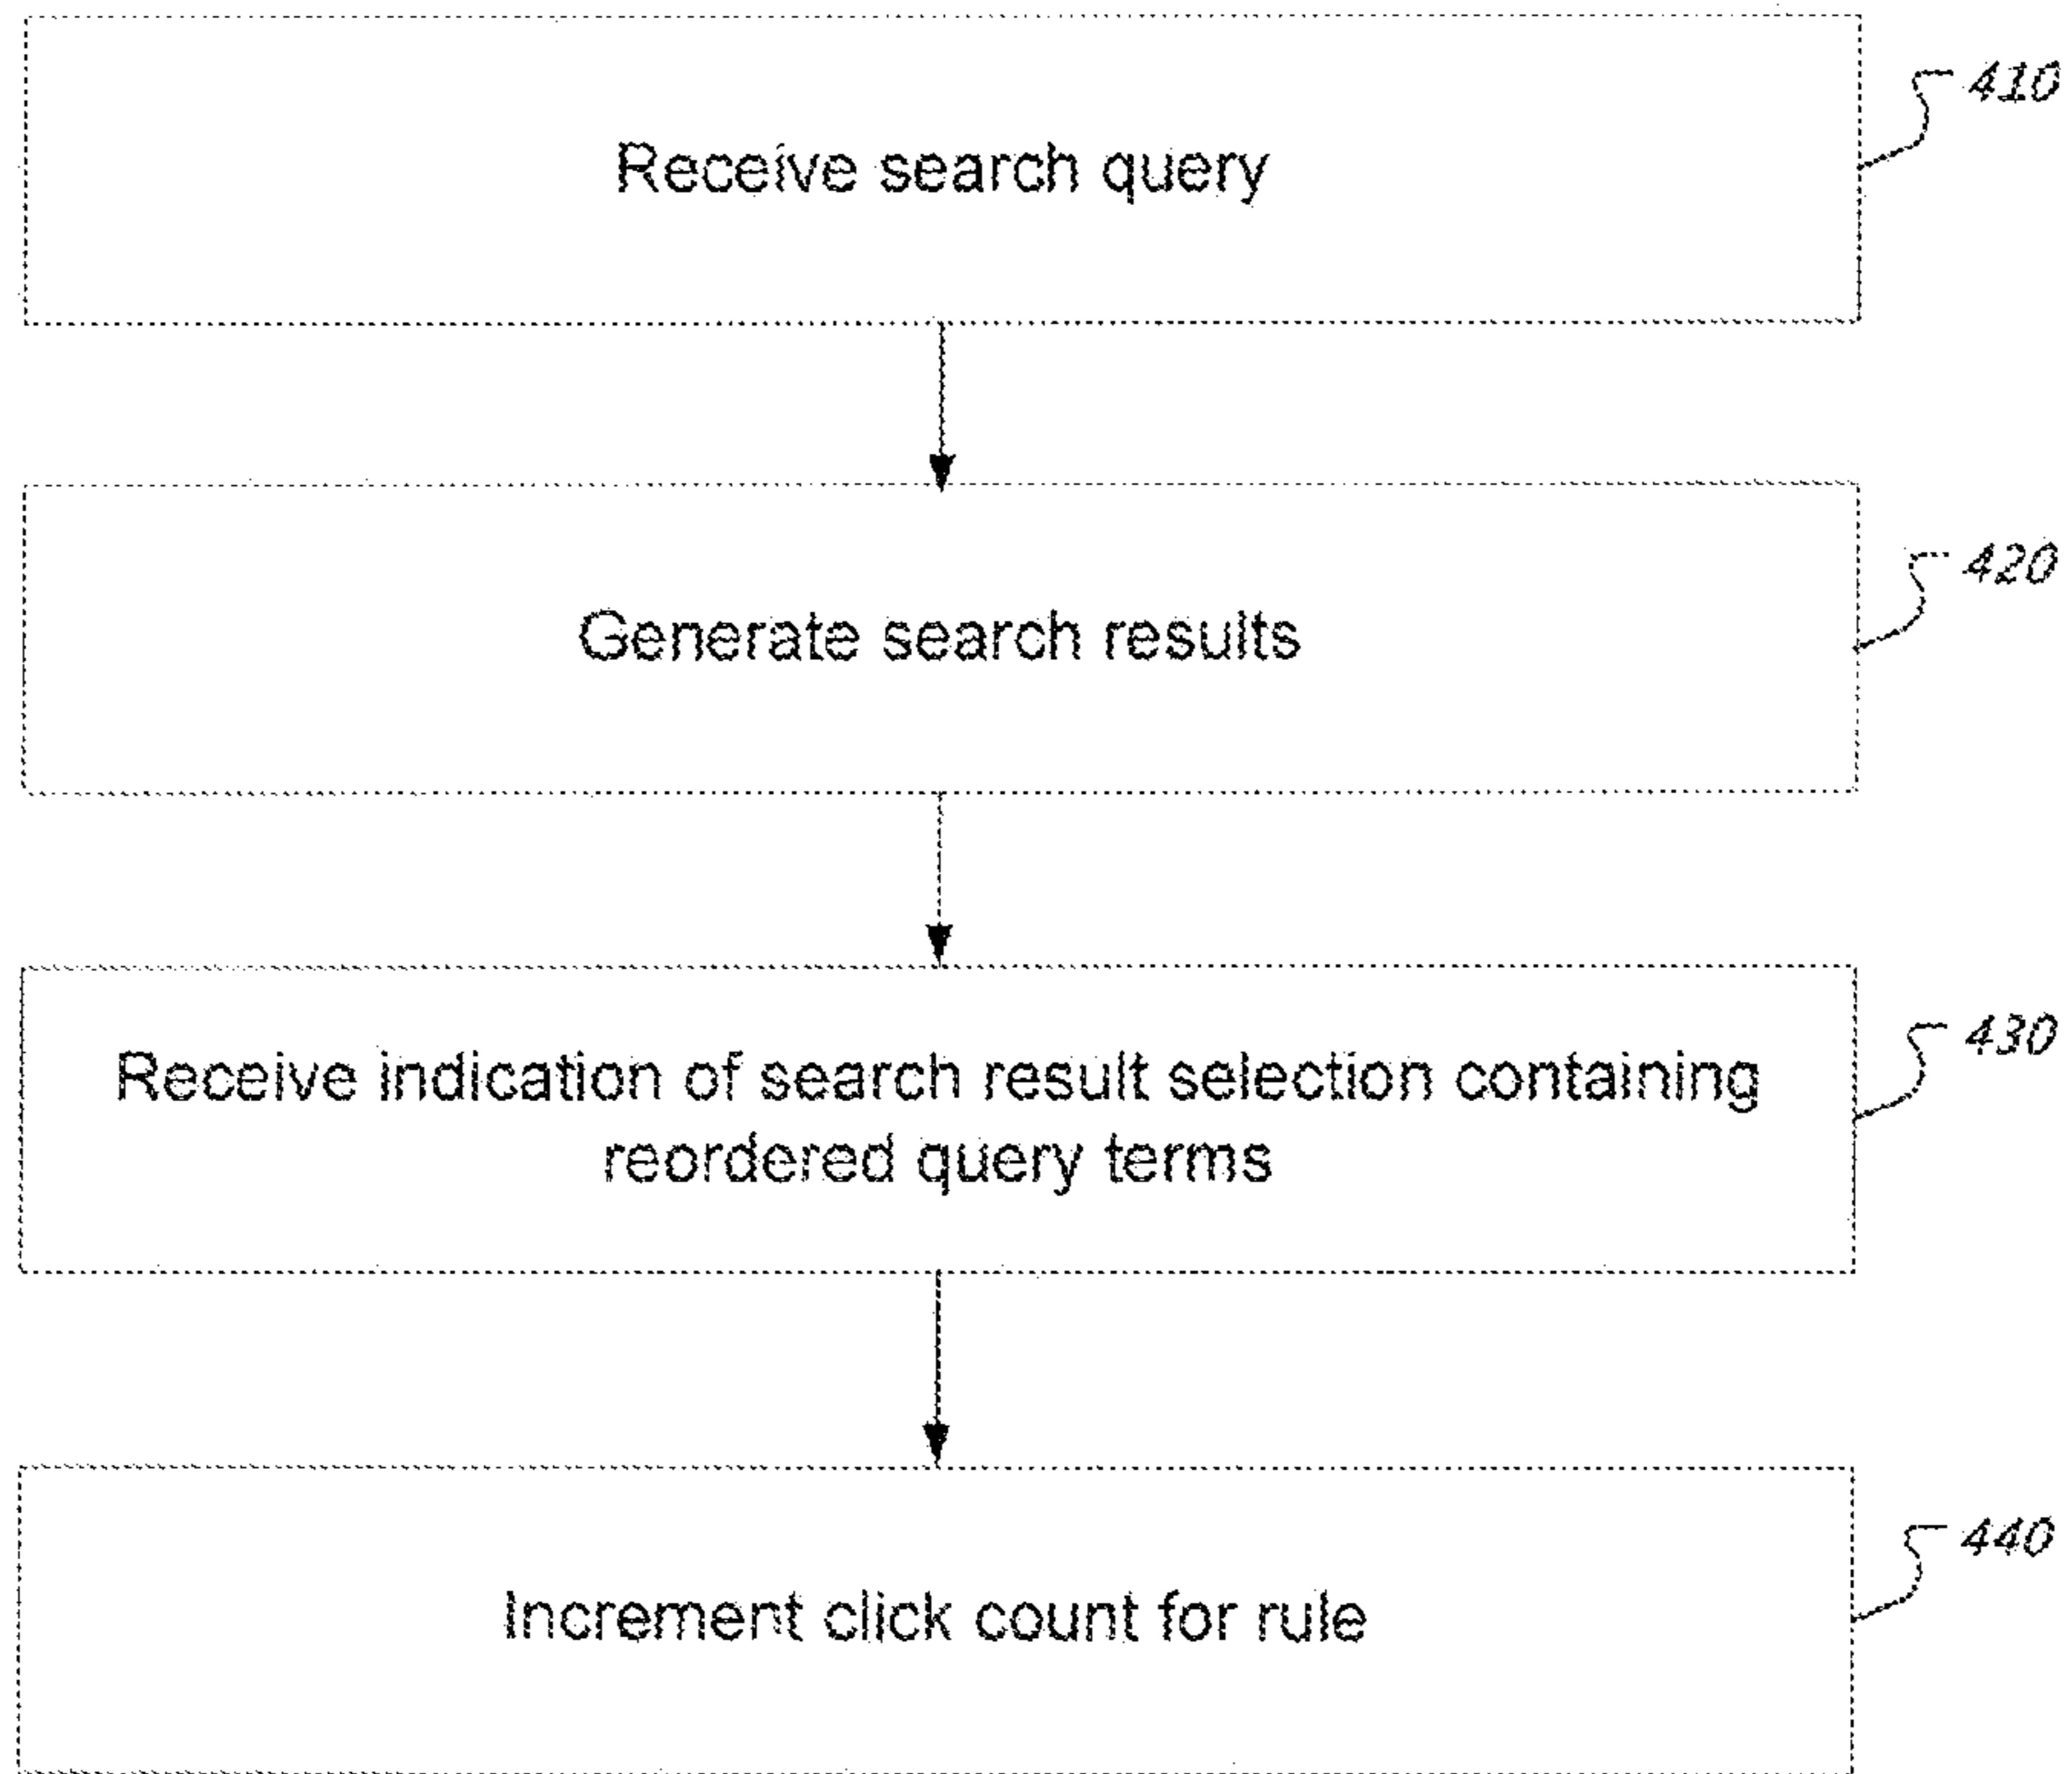 Receive search query
410
Generate search results
420
Receive indication of search result selection containing
reordered query terms
430
Increment click count for rule
440